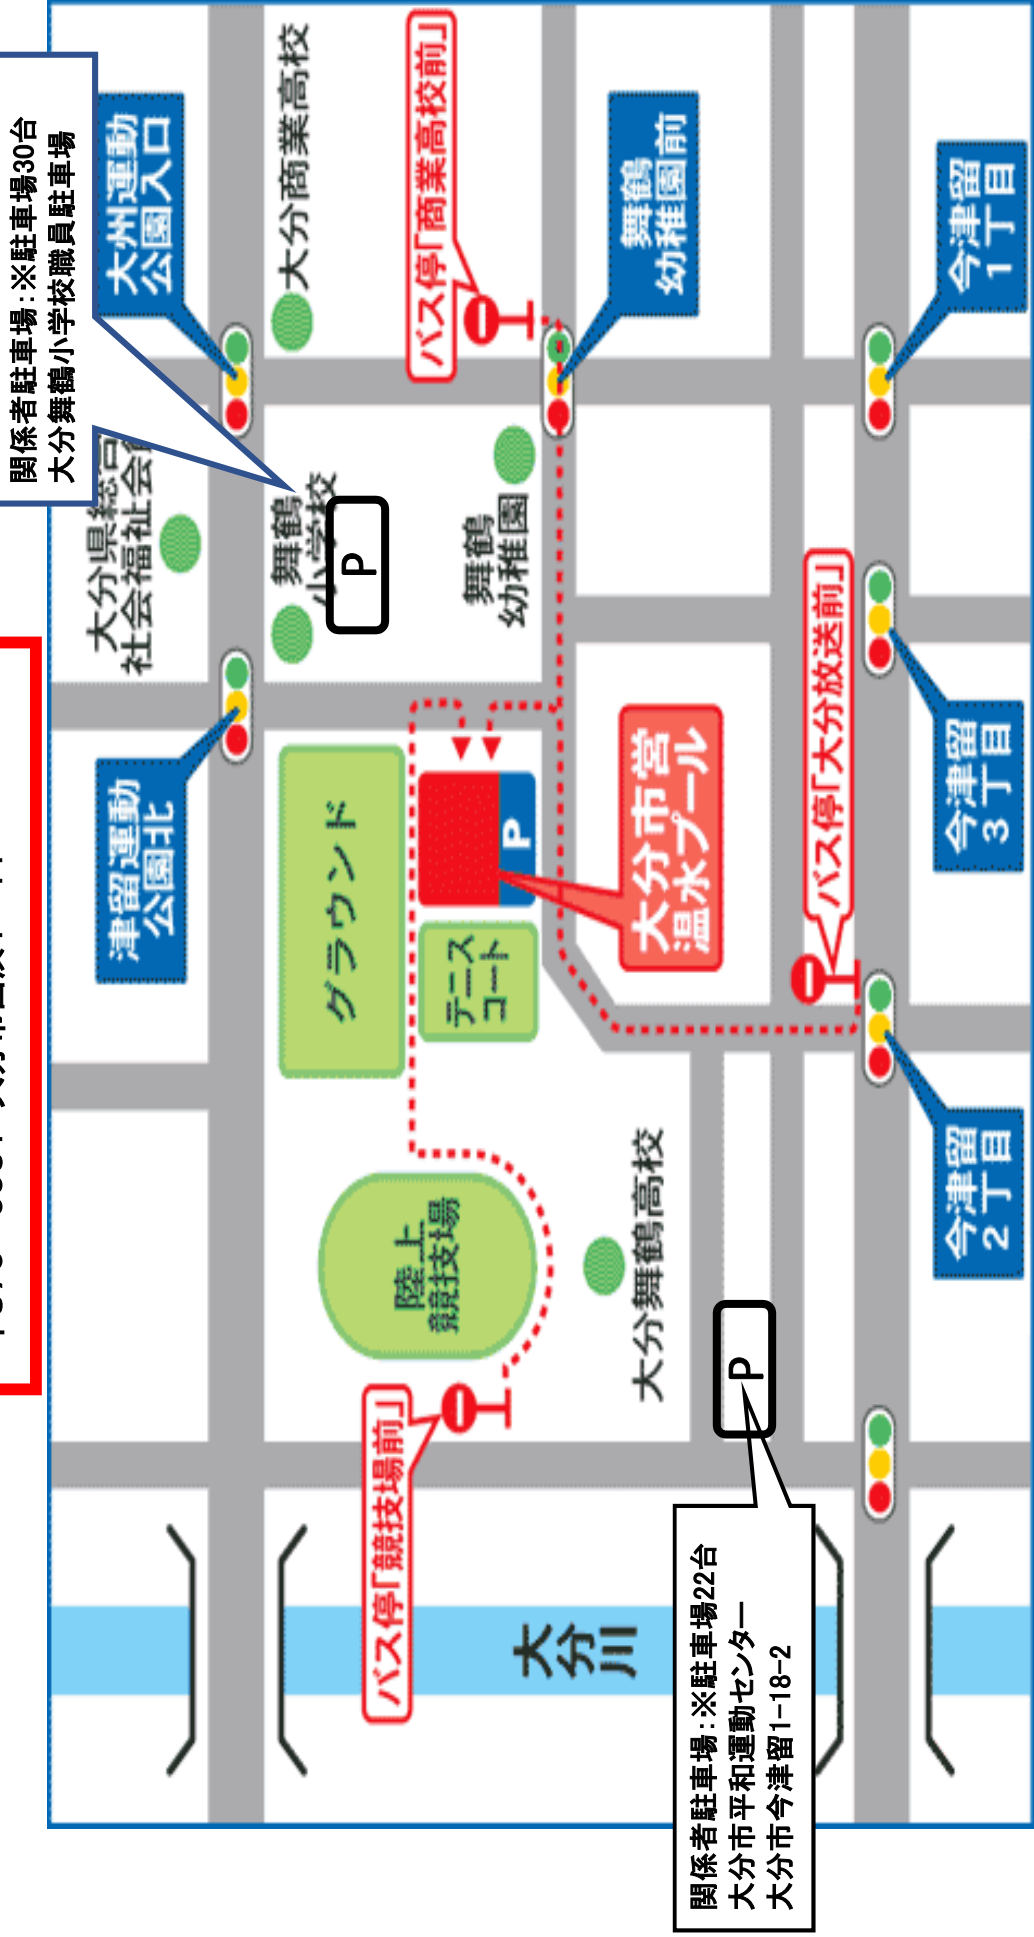 関係者駐車場：※駐車場30台
大分舞鶴小学校職員駐車場
津留運動
公園北
社会福祉会
大州運動
公園入口
グラウンド
舞鶴
小学校
P
大分商業高校
バス停「競技場前」
陸上
競技場
テニス
コート
P
舞鶴
幼稚園
バス停「商業高校前」
大分川
大分舞鶴高校
大分市営
温水プール
舞鶴
幼稚園前
関係者駐車場：※駐車場22台
大分市平和運動センター
大分市今津留1-18-2
P
バス停「大分放送前」
今津留
2丁目
今津留
3丁目
今津留
1丁目